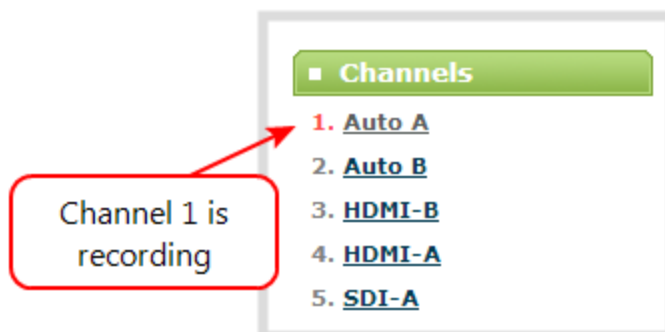 Channels
1. Auto A
2. Auto B
3. HDMI-B
4. HDMI-A
5. SDI-A
Channel 1 is
recording